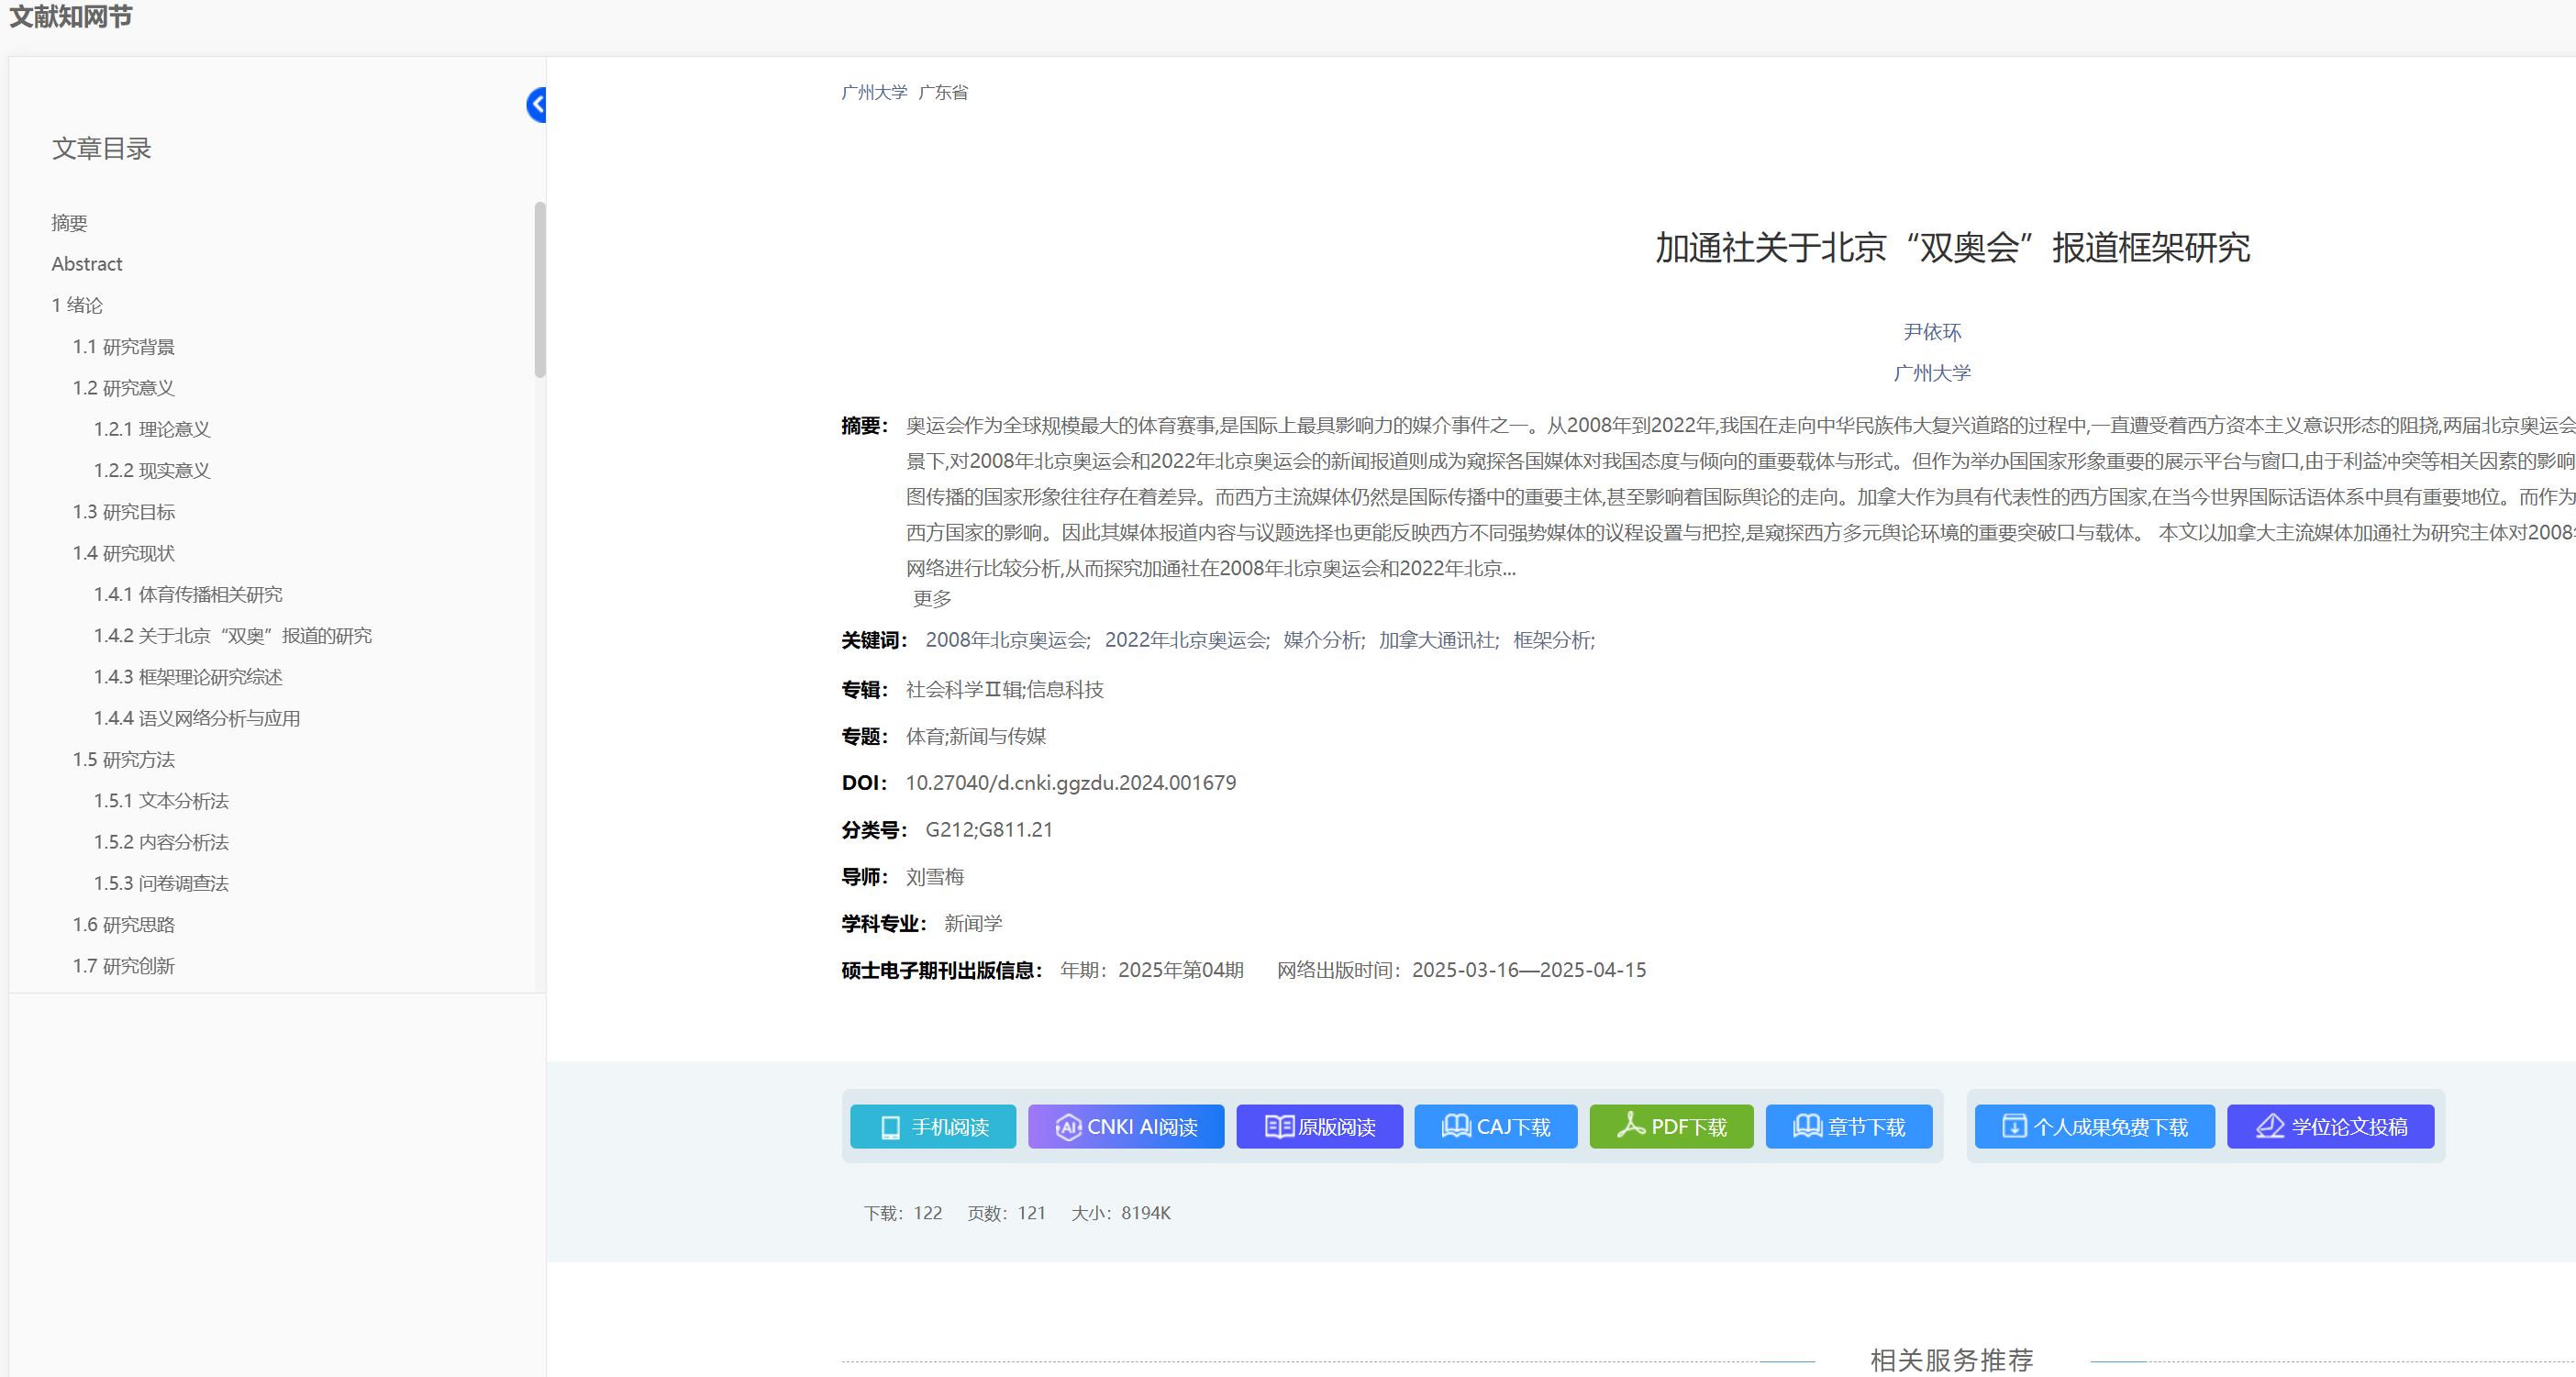 文献知网节
文章目录
摘要
Abstract
1 绪论
1.1 研究背景
1.2 研究意义
1.2.1 理论意义
1.2.2 现实意义
1.3 研究目标
1.4 研究现状
1.4.1 体育传播相关研究
1.4.2 关于北京“双奥”报道的研究
1.4.3 框架理论研究综述
1.4.4 语义网络分析与应用
1.5 研究方法
1.5.1 文本分析法
1.5.2 内容分析法
1.5.3 问卷调查法
1.6 研究思路
1.7 研究创新
广州大学 广东省
加通社关于北京“双奥会”报道框架研究
尹依环
广州大学
摘要： 奥运会作为全球规模最大的体育赛事,是国际上最具影响力的媒介事件之一。从2008年到2022年,我国在走向中华民族伟大复兴道路的过程中,一直遭受着西方资本主义意识形态的阻挠,两届北京奥运会
景下,对2008年北京奥运会和2022年北京奥运会的新闻报道则成为窥探各国媒体对我国态度与倾向的重要载体与形式。但作为举办国国家形象重要的展示平台与窗口,由于利益冲突等相关因素的影响
图传播的国家形象往往存在着差异。而西方主流媒体仍然是国际传播中的重要主体,甚至影响着国际舆论的走向。加拿大作为具有代表性的西方国家,在当今世界国际话语体系中具有重要地位。而作为
西方国家的影响。因此其媒体报道内容与议题选择也更能反映西方不同强势媒体的议程设置与把控,是窥探西方多元舆论环境的重要突破口与载体。 本文以加拿大主流媒体加通社为研究主体对2008
网络进行比较分析,从而探究加通社在2008年北京奥运会和2022年北京...
更多
关键词： 2008年北京奥运会; 2022年北京奥运会; 媒介分析; 加拿大通讯社; 框架分析;
专辑： 社会科学Ⅱ辑;信息科技
专题： 体育;新闻与传媒
DOI： 10.27040/d.cnki.ggzdu.2024.001679
分类号： G212;G811.21
导师： 刘雪梅
学科专业： 新闻学
硕士电子期刊出版信息： 年期：2025年第04期 网络出版时间：2025-03-16—2025-04-15
手机阅读 CNKI AI阅读 原版阅读 CAJ下载 PDF下载 章节下载 个人成果免费下载 学位论文投稿
下载：122 页数：121 大小：8194K
相关服务推荐